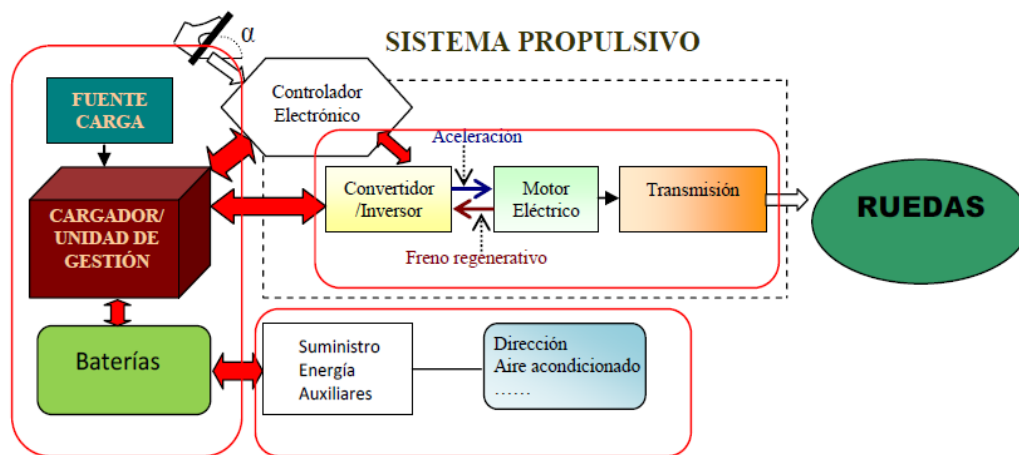 α
SISTEMA PROPULSIVO
FUENTE
CARGA
Controlador
Electrónico
Aceleración
CARGADOR/
UNIDAD DE
GESTIÓN
Convertidor
/Inversor
Motor
Eléctrico
Transmisión
RUEDAS
Freno regenerativo
Baterías
Suministro
Energía
Auxiliares
Dirección
Aire acondicionado
……